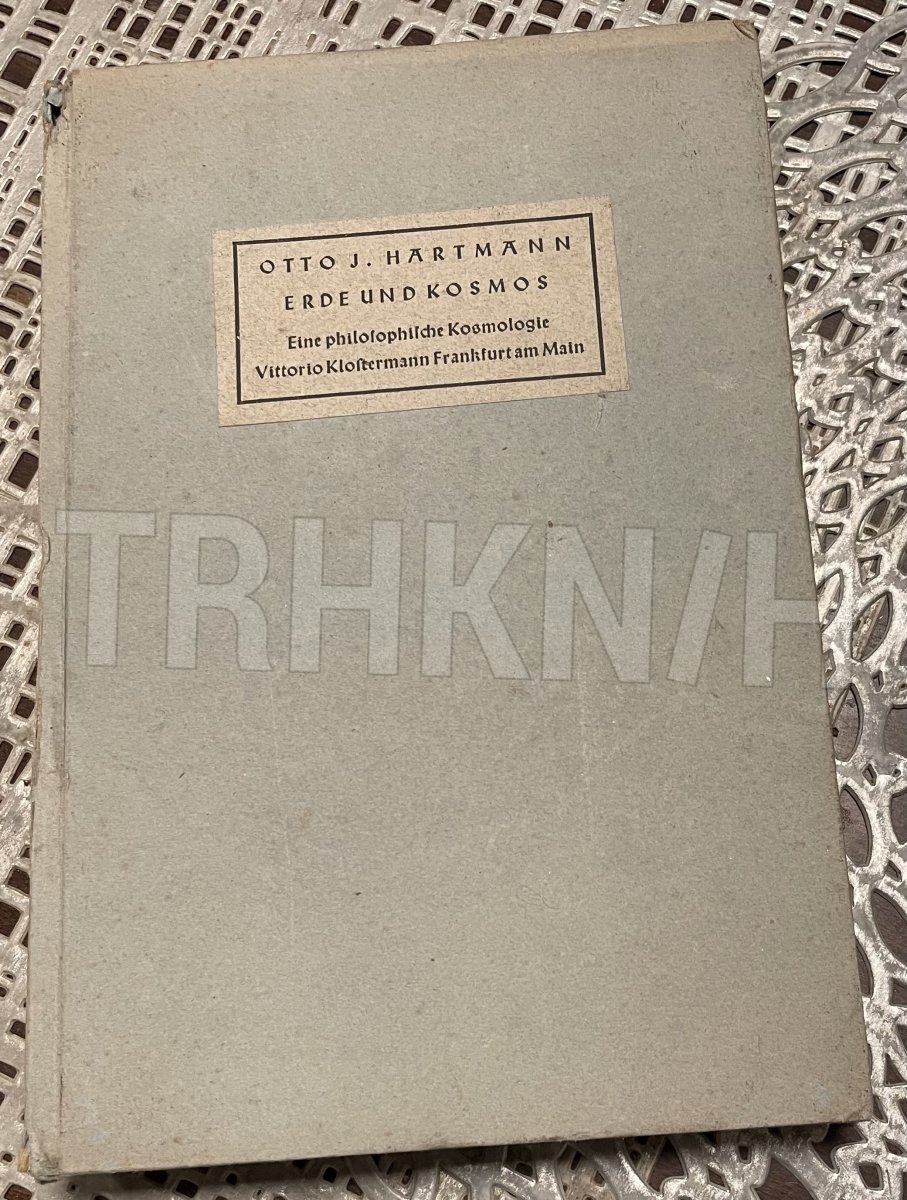 OTTO J. HARTMANN
ERDE UND KOSMOS
Eine philoſophiſche Kosmologie
Vittorio Kloſtermann Frankfurt am Main
TRHKN/H